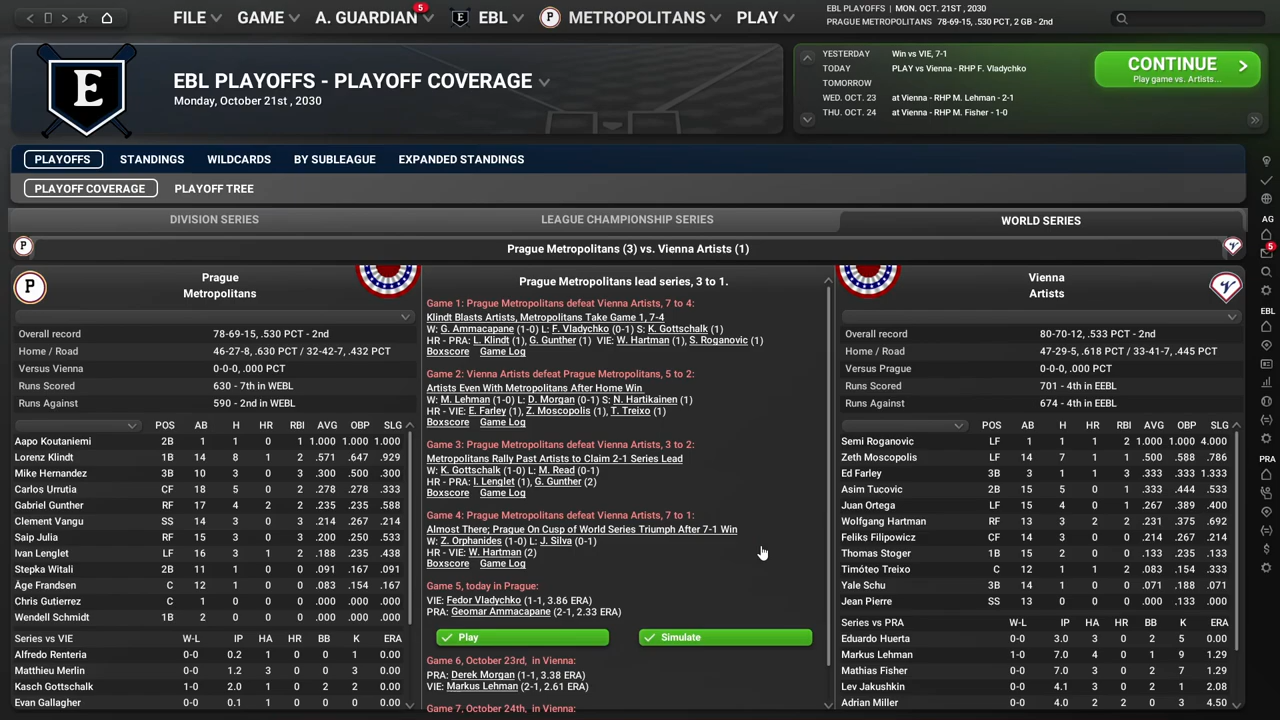 FILE GAME A. GUARDIAN 5 EBL P METROPOLITANS PLAY
EBL PLAYOFFS | MON. OCT. 21ST , 2030
PRAGUE METROPOLITANS 78-69-15, .530 PCT, 2 GB - 2nd
E
EBL PLAYOFFS - PLAYOFF COVERAGE
Monday, October 21st , 2030
YESTERDAY Win vs VIE, 7-1
TODAY PLAY vs Vienna - RHP F. Vladychko
TOMORROW
WED. OCT. 23 at Vienna - RHP M. Lehman - 2-1
THU. OCT. 24 at Vienna - RHP M. Fisher - 1-0
CONTINUE
Play game vs. Artists...
PLAYOFFS STANDINGS WILDCARDS BY SUBLEAGUE EXPANDED STANDINGS
PLAYOFF COVERAGE PLAYOFF TREE
DIVISION SERIES LEAGUE CHAMPIONSHIP SERIES WORLD SERIES
P Prague Metropolitans (3) vs. Vienna Artists (1) V
P
Prague
Metropolitans
Overall record 78-69-15, .530 PCT - 2nd
Home / Road 46-27-8, .630 PCT / 32-42-7, .432 PCT
Versus Vienna 0-0-0, .000 PCT
Runs Scored 630 - 7th in WEBL
Runs Against 590 - 2nd in WEBL
POS AB H HR RBI AVG OBP SLG
Aapo Koutaniemi 2B 1 1 0 1 1.000 1.000 1.000
Lorenz Klindt 1B 14 8 1 2 .571 .647 .929
Mike Hernandez 3B 10 3 0 0 .300 .500 .300
Carlos Urrutia CF 18 5 0 2 .278 .278 .333
Gabriel Gunther RF 17 4 2 2 .235 .235 .588
Clement Vangu SS 14 3 0 3 .214 .267 .214
Saip Julia RF 15 3 0 3 .200 .250 .533
Ivan Lenglet LF 16 3 1 2 .188 .235 .438
Stepka Witali 2B 11 1 0 0 .091 .167 .091
Åge Frandsen C 12 1 0 0 .083 .154 .167
Chris Gutierrez C 1 0 0 0 .000 .000 .000
Wendell Schmidt 1B 2 0 0 0 .000 .000 .000
Series vs VIE W-L IP HA HR BB K ERA
Alfredo Renteria 0-0 0.2 1 0 0 1 0.00
Matthieu Merlin 0-0 1.2 3 0 0 3 0.00
Kasch Gottschalk 1-0 2.0 1 0 2 2 0.00
Evan Gallagher 0-0 0.1 1 0 0 0 0.00
Prague Metropolitans lead series, 3 to 1.
Game 1: Prague Metropolitans defeat Vienna Artists, 7 to 4:
Klindt Blasts Artists, Metropolitans Take Game 1, 7-4
W: G. Ammacapane (1-0) L: F. Vladychko (0-1) S: K. Gottschalk (1)
HR - PRA: L. Klindt (1), G. Gunther (1) VIE: W. Hartman (1), S. Roganovic (1)
Boxscore Game Log
Game 2: Vienna Artists defeat Prague Metropolitans, 5 to 2:
Artists Even With Metropolitans After Home Win
W: M. Lehman (1-0) L: D. Morgan (0-1) S: N. Hartikainen (1)
HR - VIE: E. Farley (1), Z. Moscopolis (1), T. Treixo (1)
Boxscore Game Log
Game 3: Prague Metropolitans defeat Vienna Artists, 3 to 2:
Metropolitans Rally Past Artists to Claim 2-1 Series Lead
W: K. Gottschalk (1-0) L: M. Read (0-1)
HR - PRA: I. Lenglet (1), G. Gunther (2)
Boxscore Game Log
Game 4: Prague Metropolitans defeat Vienna Artists, 7 to 1:
Almost There; Prague On Cusp of World Series Triumph After 7-1 Win
W: Z. Orphanides (1-0) L: J. Silva (0-1)
HR - VIE: W. Hartman (2)
Boxscore Game Log
Game 5, today in Prague:
VIE: Fedor Vladychko (1-1, 3.86 ERA)
PRA: Geomar Ammacapane (2-1, 2.33 ERA)
Play Simulate
Game 6, October 23rd, in Vienna:
PRA: Derek Morgan (1-1, 3.38 ERA)
VIE: Markus Lehman (2-1, 2.61 ERA)
Game 7, October 24th, in Vienna:
Vienna
Artists
V
Overall record 80-70-12, .533 PCT - 2nd
Home / Road 47-29-5, .618 PCT / 33-41-7, .445 PCT
Versus Prague 0-0-0, .000 PCT
Runs Scored 701 - 4th in EEBL
Runs Against 674 - 4th in EEBL
POS AB H HR RBI AVG OBP SLG
Semi Roganovic LF 1 1 1 2 1.000 1.000 4.000
Zeth Moscopolis LF 14 7 1 1 .500 .588 .786
Ed Farley 3B 3 1 1 3 .333 .333 1.333
Asim Tucovic 2B 15 5 0 1 .333 .444 .533
Juan Ortega LF 15 4 0 1 .267 .389 .400
Wolfgang Hartman RF 13 3 2 2 .231 .375 .692
Feliks Filipowicz CF 14 3 0 0 .214 .267 .286
Thomas Stoger 1B 15 2 0 0 .133 .235 .133
Timóteo Treixo C 12 1 1 2 .083 .154 .333
Yale Schu 3B 14 1 0 0 .071 .188 .071
Jean Pierre SS 13 0 0 0 .000 .133 .000
Series vs PRA W-L IP HA HR BB K ERA
Eduardo Huerta 0-0 3.0 3 0 2 5 0.00
Markus Lehman 1-0 7.0 4 0 1 9 1.29
Mathias Fisher 0-0 7.0 3 0 2 7 1.29
Lev Jakushkin 0-0 4.1 3 0 2 1 2.08
Adrian Miller 0-0 4.0 2 0 0 3 4.50
AG
5
EBL
PRA